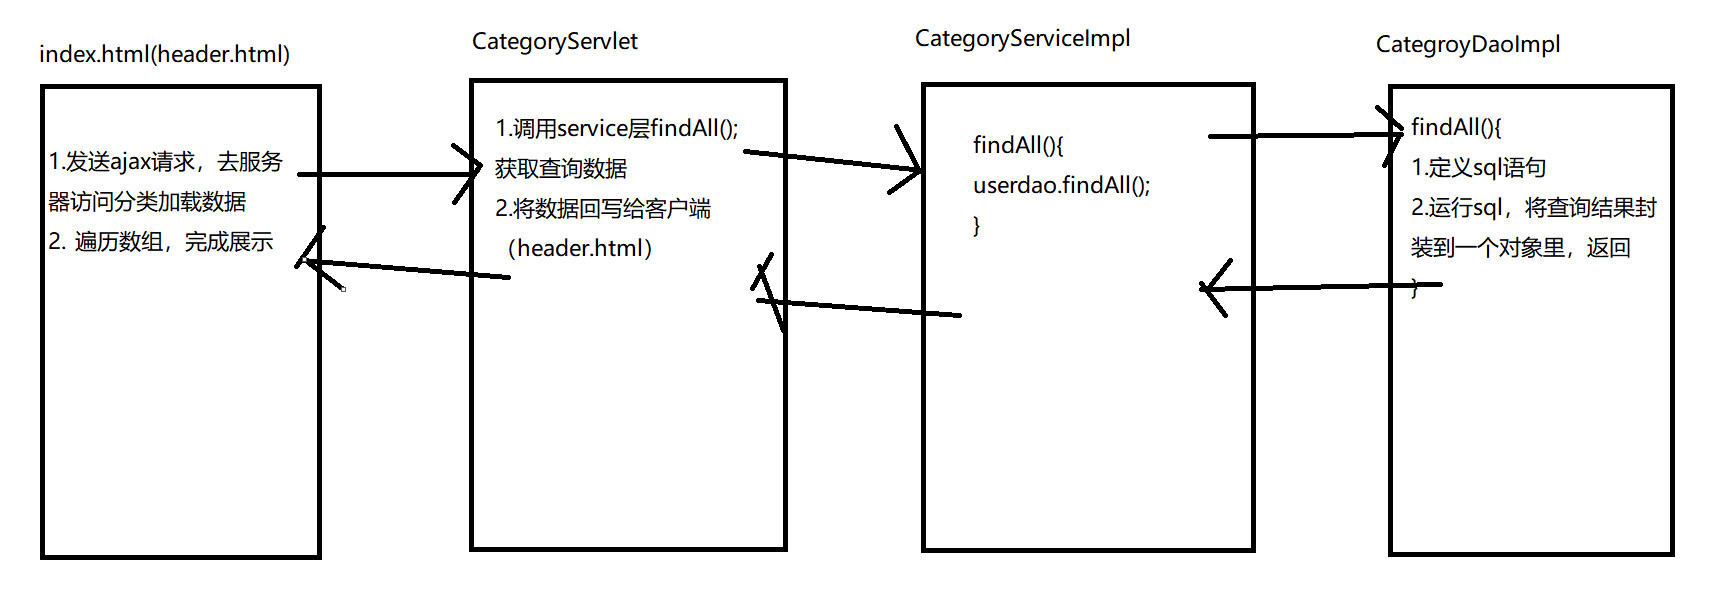 index.html(header.html)
1.发送ajax请求，去服务
器访问分类加载数据
2. 遍历数组，完成展示
CategoryServlet
1.调用service层findAll();
获取查询数据
2.将数据回写给客户端
（header.html）
CategoryServiceImpl
findAll(){
userdao.findAll();
}
CategroyDaoImpl
findAll(){
1.定义sql语句
2.运行sql，将查询结果封
装到一个对象里，返回
}